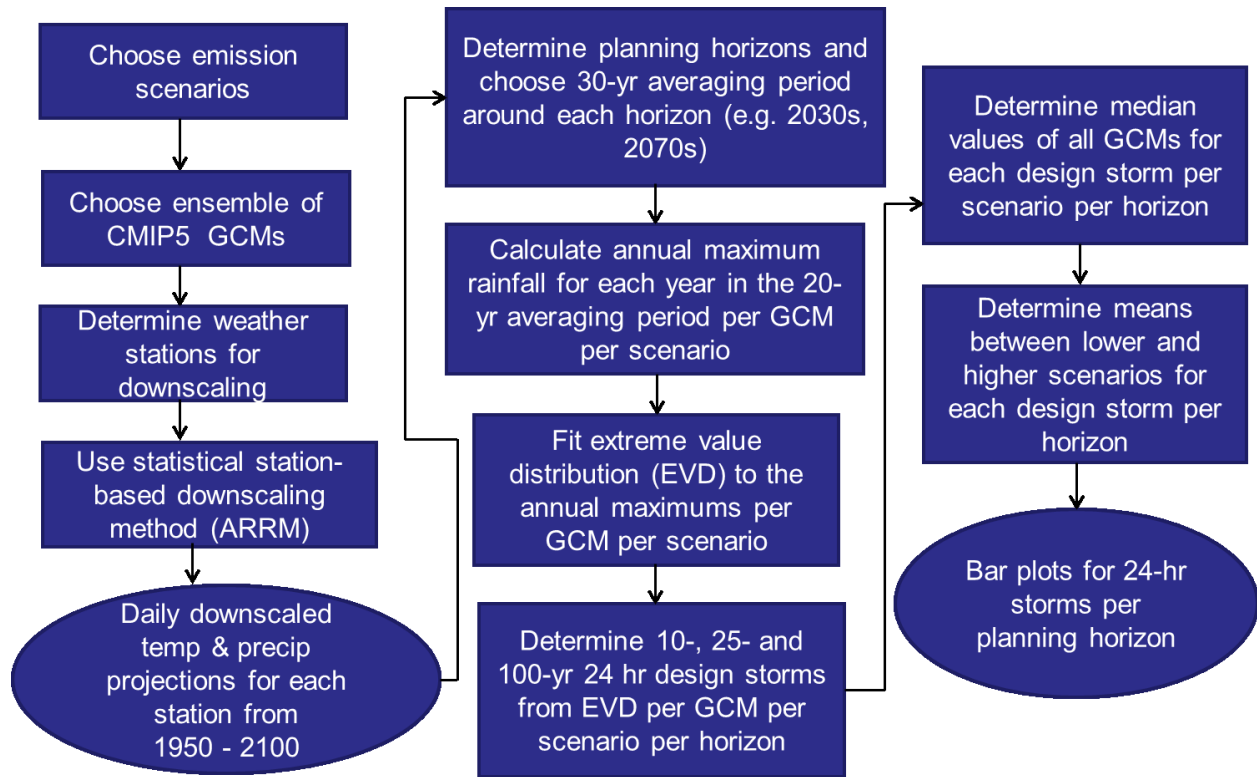 Choose emission
scenarios
Choose ensemble of
CMIP5 GCMs
Determine weather
stations for
downscaling
Use statistical station-
based downscaling
method (ARRM)
Daily downscaled
temp & precip
projections for each
station from
1950 - 2100
Determine planning horizons and
choose 30-yr averaging period
around each horizon (e.g. 2030s,
2070s)
Calculate annual maximum
rainfall for each year in the 20-
yr averaging period per GCM
per scenario
Fit extreme value
distribution (EVD) to the
annual maximums per
GCM per scenario
Determine 10-, 25- and
100-yr 24 hr design storms
from EVD per GCM per
scenario per horizon
Determine median
values of all GCMs for
each design storm per
scenario per horizon
Determine means
between lower and
higher scenarios for
each design storm per
horizon
Bar plots for 24-hr
storms per
planning horizon